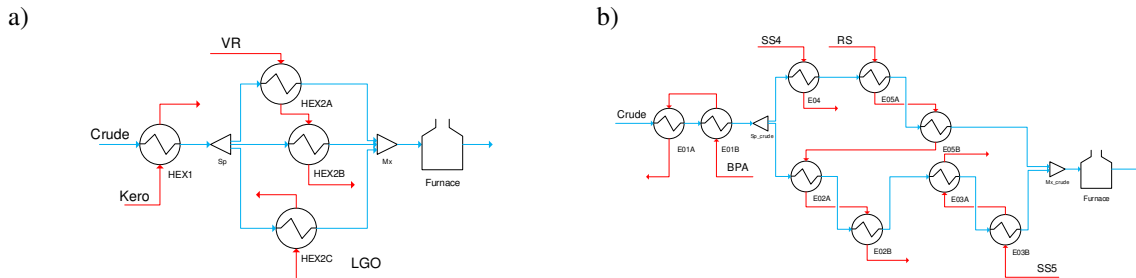 a)
VR
HEX2A
Crude
Sp
Mx
HEX1
HEX2B
Furnace
Kero
HEX2C
LGO
b)
SS4
RS
E04
E05A
Crude
Sp_crude
E01A
E01B
E05B
BPA
Mx_crude
E02A
E03A
Furnace
E02B
E03B
SS5